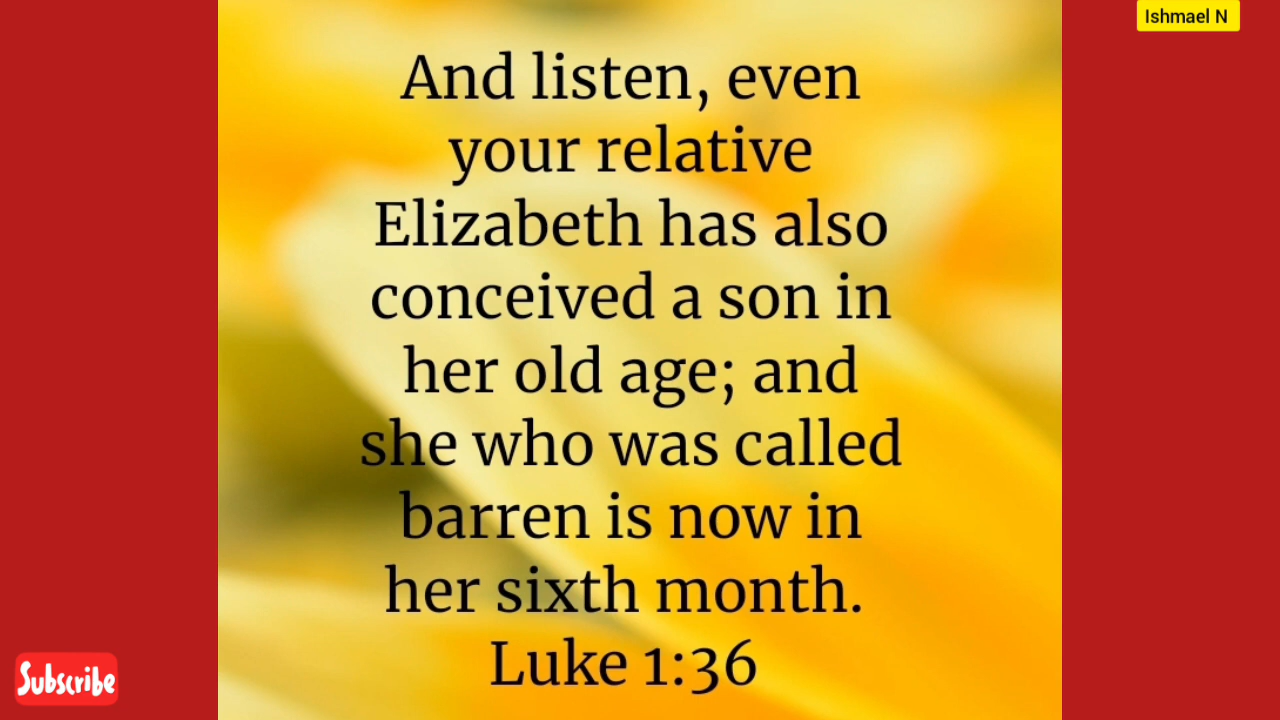 Ishmael N
And listen, even
your relative
Elizabeth has also
conceived a son in
her old age; and
she who was called
barren is now in
her sixth month.
Luke 1:36
Subscribe